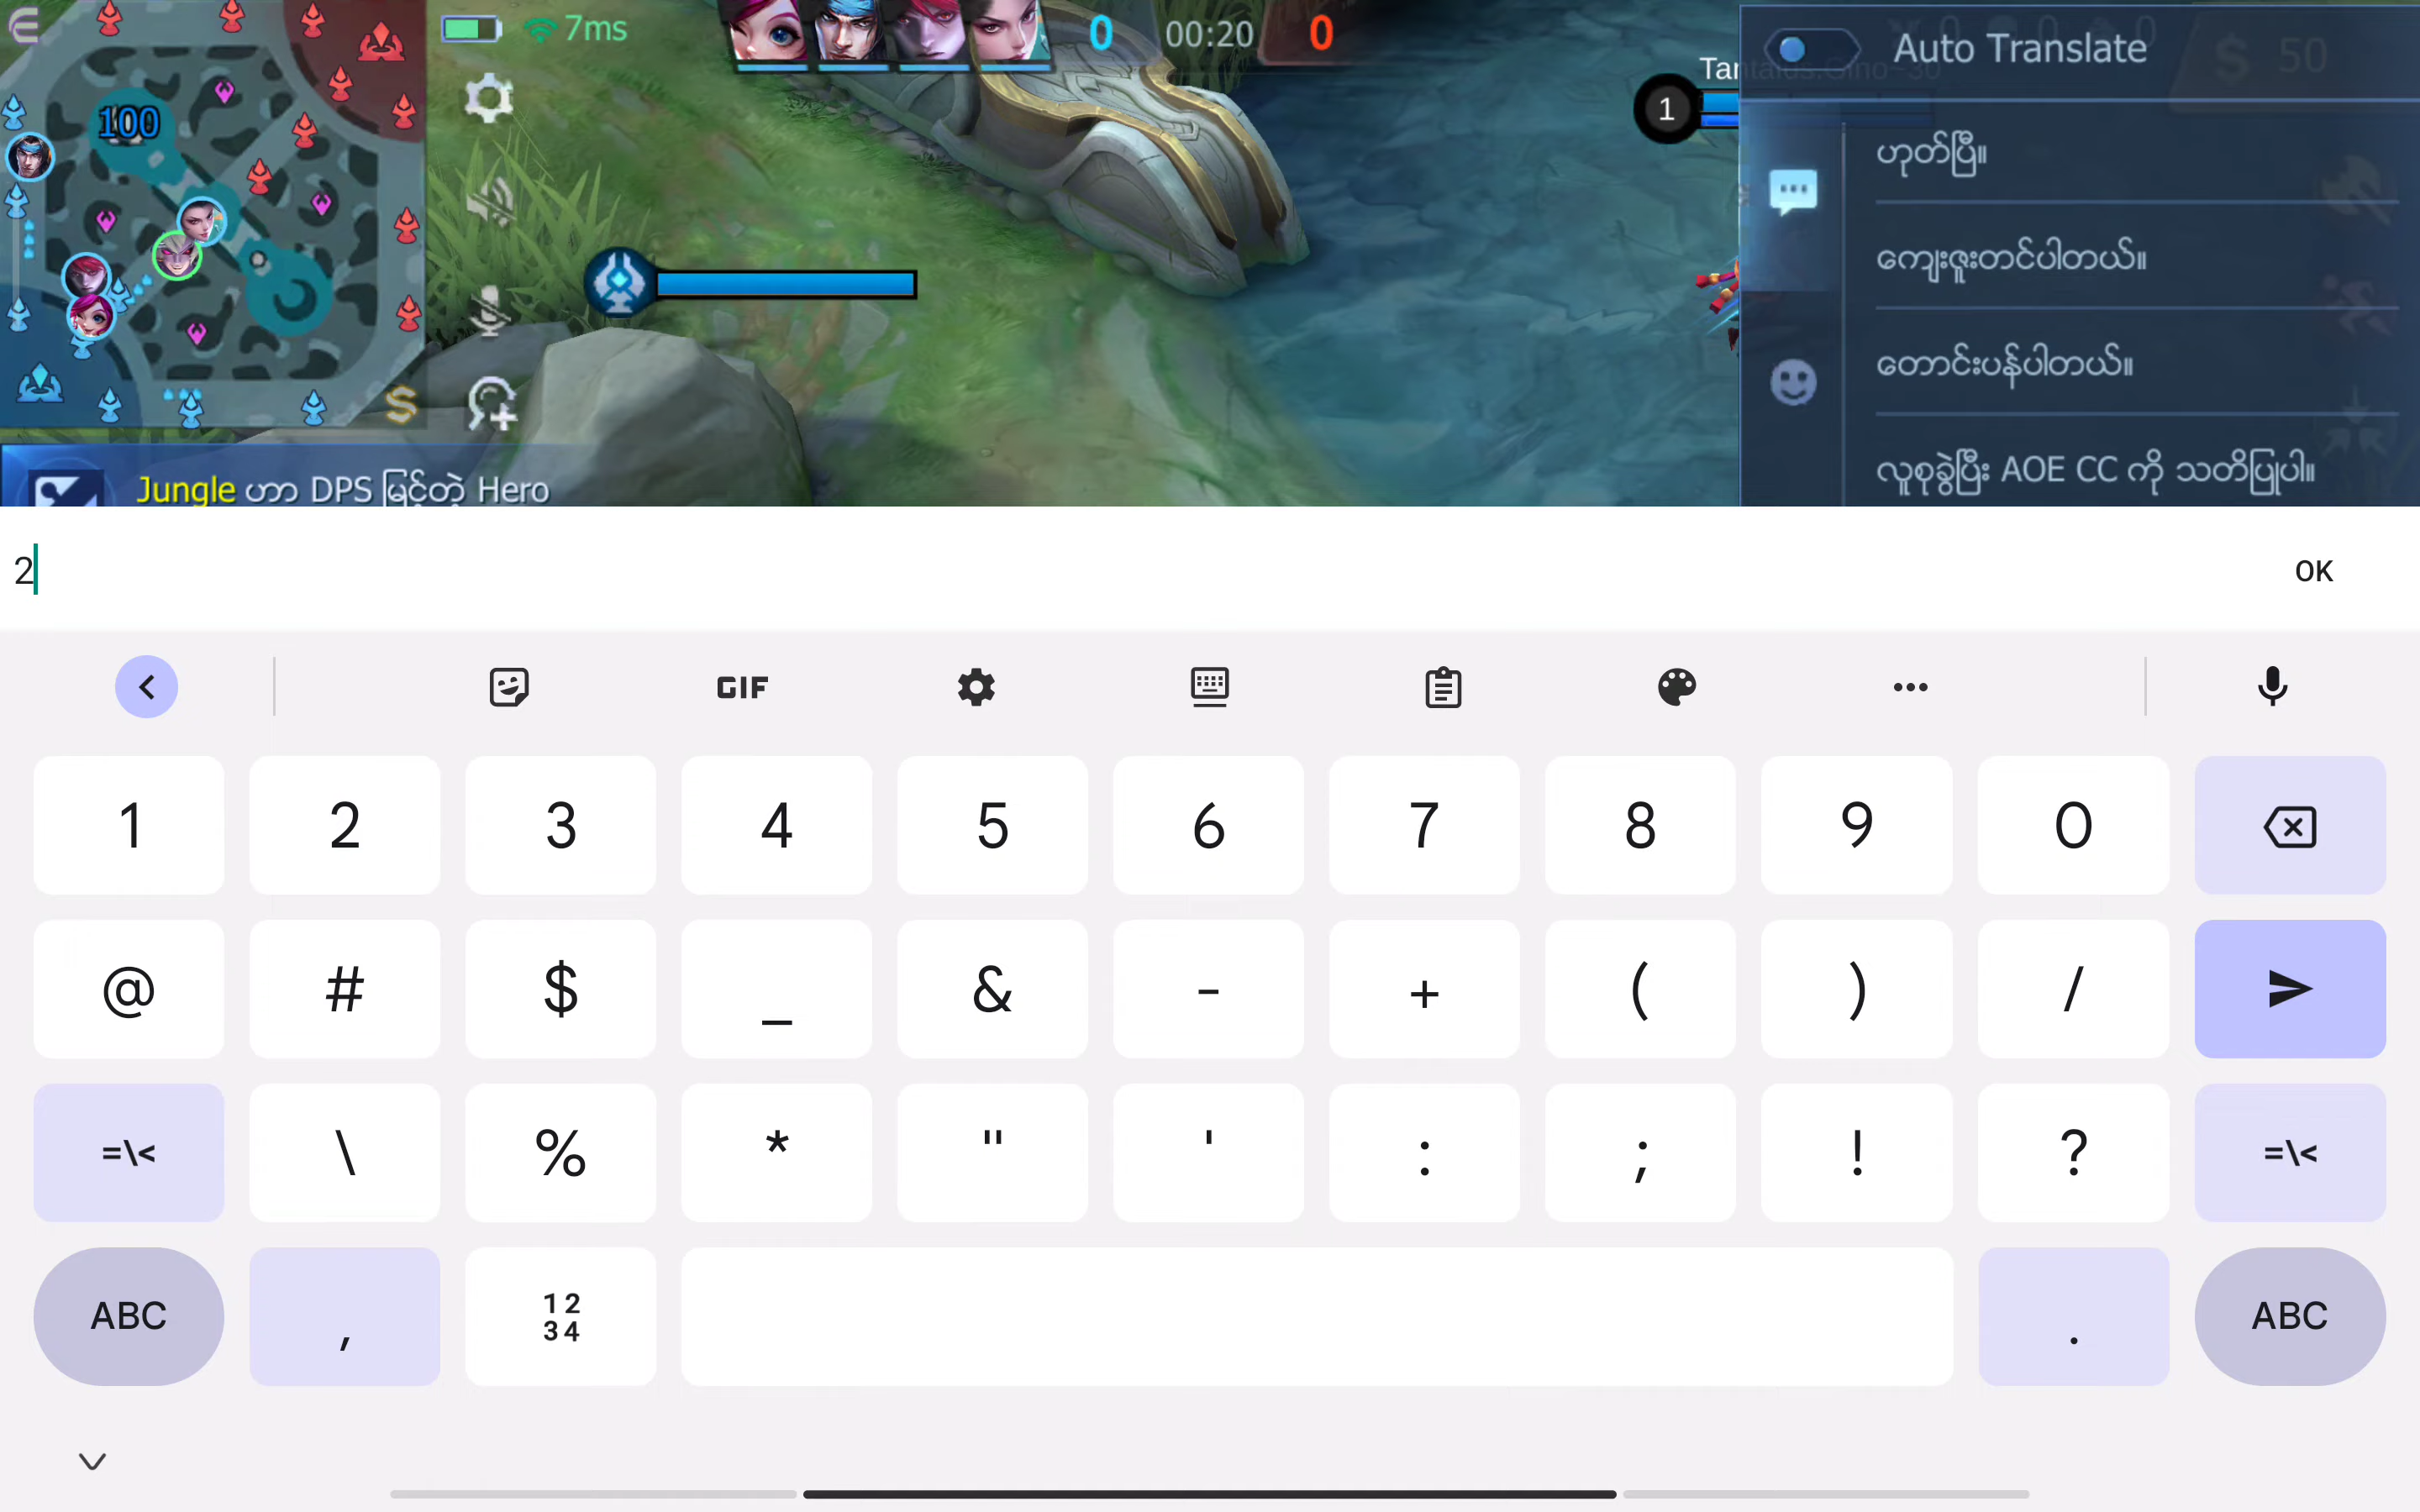 100
7ms
0 00:20 0
Auto Translate
50
1
ဟုတ်ပြီ။
ကျေးဇူးတင်ပါတယ်။
တောင်းပန်ပါတယ်။
လူစုခွဲပြီး AOE CC ကို သတိပြုပါ။
Jungle ဟာ DPS မြင့်တဲ့ Hero
2
OK
GIF
1 2 3 4 5 6 7 8 9 0
@ # $ _ & - + ( ) /
=\< \ % * " ' : ; ! ? =\<
ABC , 12 34 . ABC